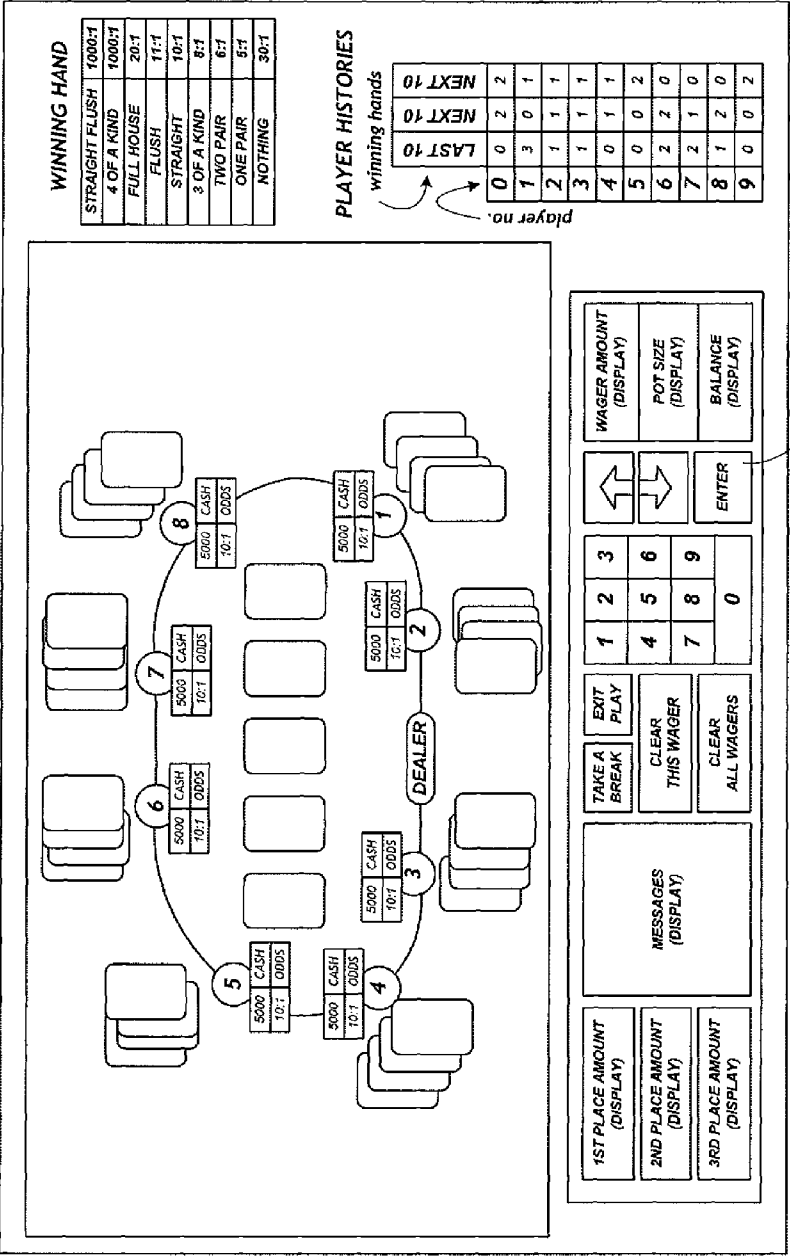 WINNING HAND
STRAIGHT FLUSH 1000:1
4 OF A KIND 1000:1
FULL HOUSE 20:1
FLUSH 11:1
STRAIGHT 10:1
3 OF A KIND 8:1
TWO PAIR 6:1
ONE PAIR 5:1
NOTHING 30:1
PLAYER HISTORIES
winning hands
player no.
LAST 10 NEXT 10 NEXT 10
0 0 2 2
1 3 0 1
2 1 1 1
3 1 1 1
4 0 1 1
5 0 0 2
6 2 2 0
7 2 1 0
8 1 2 0
9 0 0 2
5
5000 CASH
10:1 ODDS
6
5000 CASH
10:1 ODDS
7
5000 CASH
10:1 ODDS
8
5000 CASH
10:1 ODDS
4
5000 CASH
10:1 ODDS
3
5000 CASH
10:1 ODDS
DEALER
2
5000 CASH
10:1 ODDS
1
5000 CASH
10:1 ODDS
1ST PLACE AMOUNT
(DISPLAY)
2ND PLACE AMOUNT
(DISPLAY)
3RD PLACE AMOUNT
(DISPLAY)
MESSAGES
(DISPLAY)
TAKE A
BREAK
EXIT
PLAY
CLEAR
THIS WAGER
CLEAR
ALL WAGERS
1 2 3
4 5 6
7 8 9
0
ENTER
WAGER AMOUNT
(DISPLAY)
POT SIZE
(DISPLAY)
BALANCE
(DISPLAY)